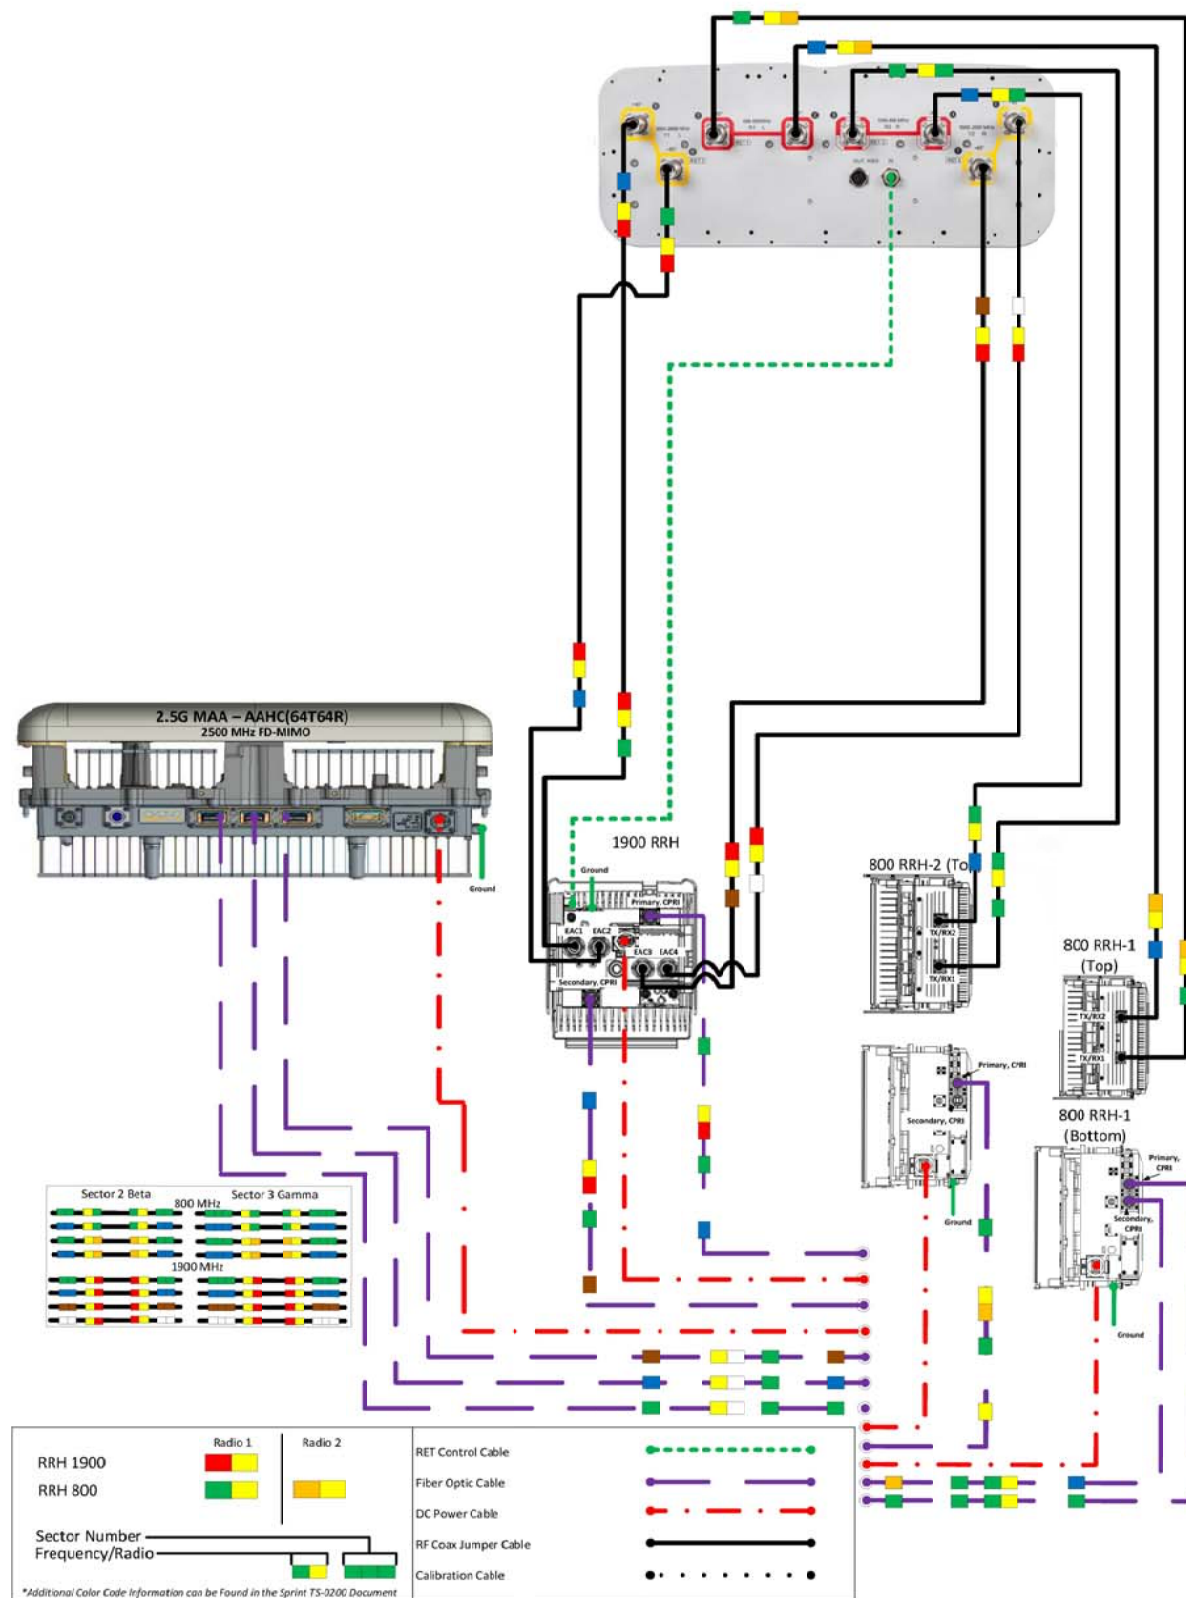 2.5G MAA – AAHC(64T64R)
2500 MHz FD-MIMO
Ground
1900 RRH
Ground
Primary, CPRI
EAC1
EAC2
EAC3
EAC4
Secondary, CPRI
800 RRH-2 (To
TX/RX2
TX/RX1
800 RRH-1
(Top)
TX/RX2
TX/RX1
Primary, CPRI
Secondary, CPRI
Ground
800 RRH-1
(Bottom)
Primary,
CPRI
Secondary,
CPRI
Ground
Sector 2 Beta
Sector 3 Gamma
800 MHz
1900 MHz
Radio 1
Radio 2
RRH 1900
RRH 800
Sector Number
Frequency/Radio
*Additional Color Code Information can be Found in the Sprint TS-0200 Document
RET Control Cable
Fiber Optic Cable
DC Power Cable
RF Coax Jumper Cable
Calibration Cable